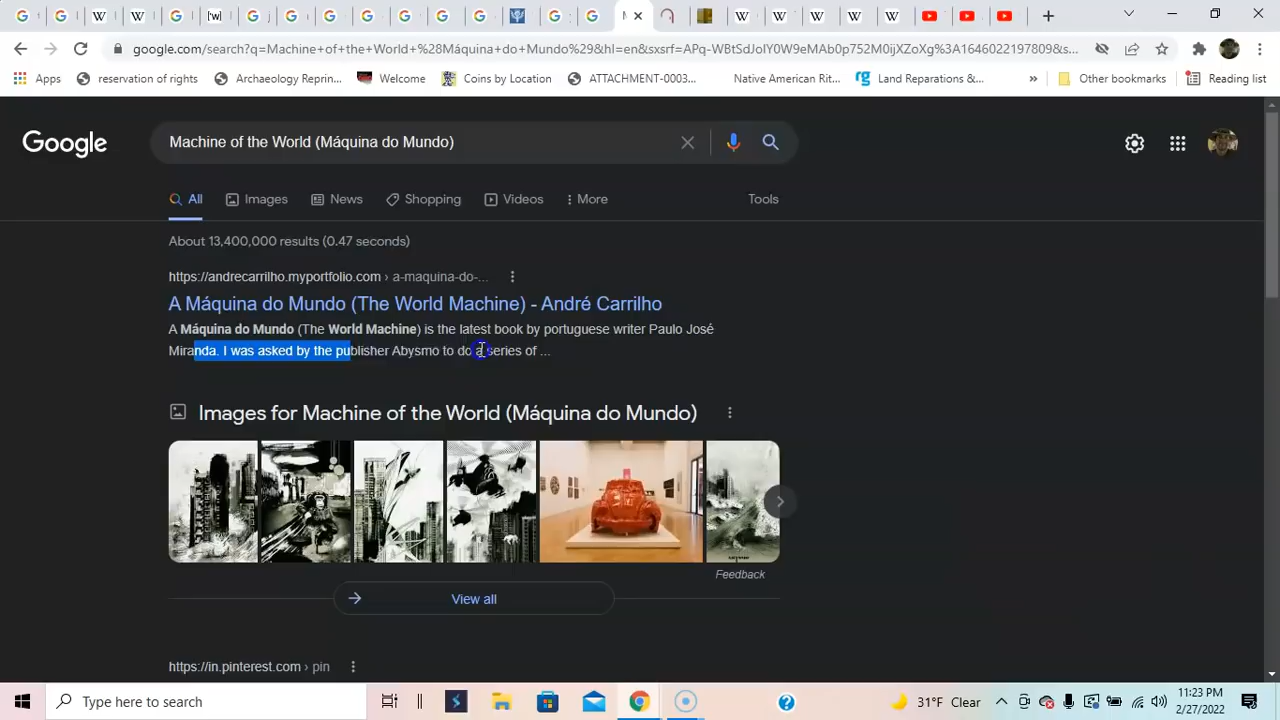 [w]
M
google.com/search?q=Machine+of+the+World+%28Máquina+do+Mundo%29&hl=en&sxsrf=
Apps
reservation of rights
Archaeology Reprin...
Welcome
Coins by Location
ATTACHMENT-0003...
Native American Rit...
Land Reparations &...
»
Other bookmarks
Reading list
Google
Machine of the World (Máquina do Mundo)
All
Images
News
Shopping
Videos
More
Tools
About 13,400,000 results (0.47 seconds)
https://andrecarrilho.myportfolio.com › a-maquina-do-...
A Máquina do Mundo (The World Machine) - André Carrilho
A Máquina do Mundo (The World Machine) is the latest book by portuguese writer Paulo José
Miranda. I was asked by the publisher Abysmo to do a series of ...
Images for Machine of the World (Máquina do Mundo)
Feedback
View all
https://in.pinterest.com › pin
Type here to search
31°F Clear
11:23 PM
2/27/2022